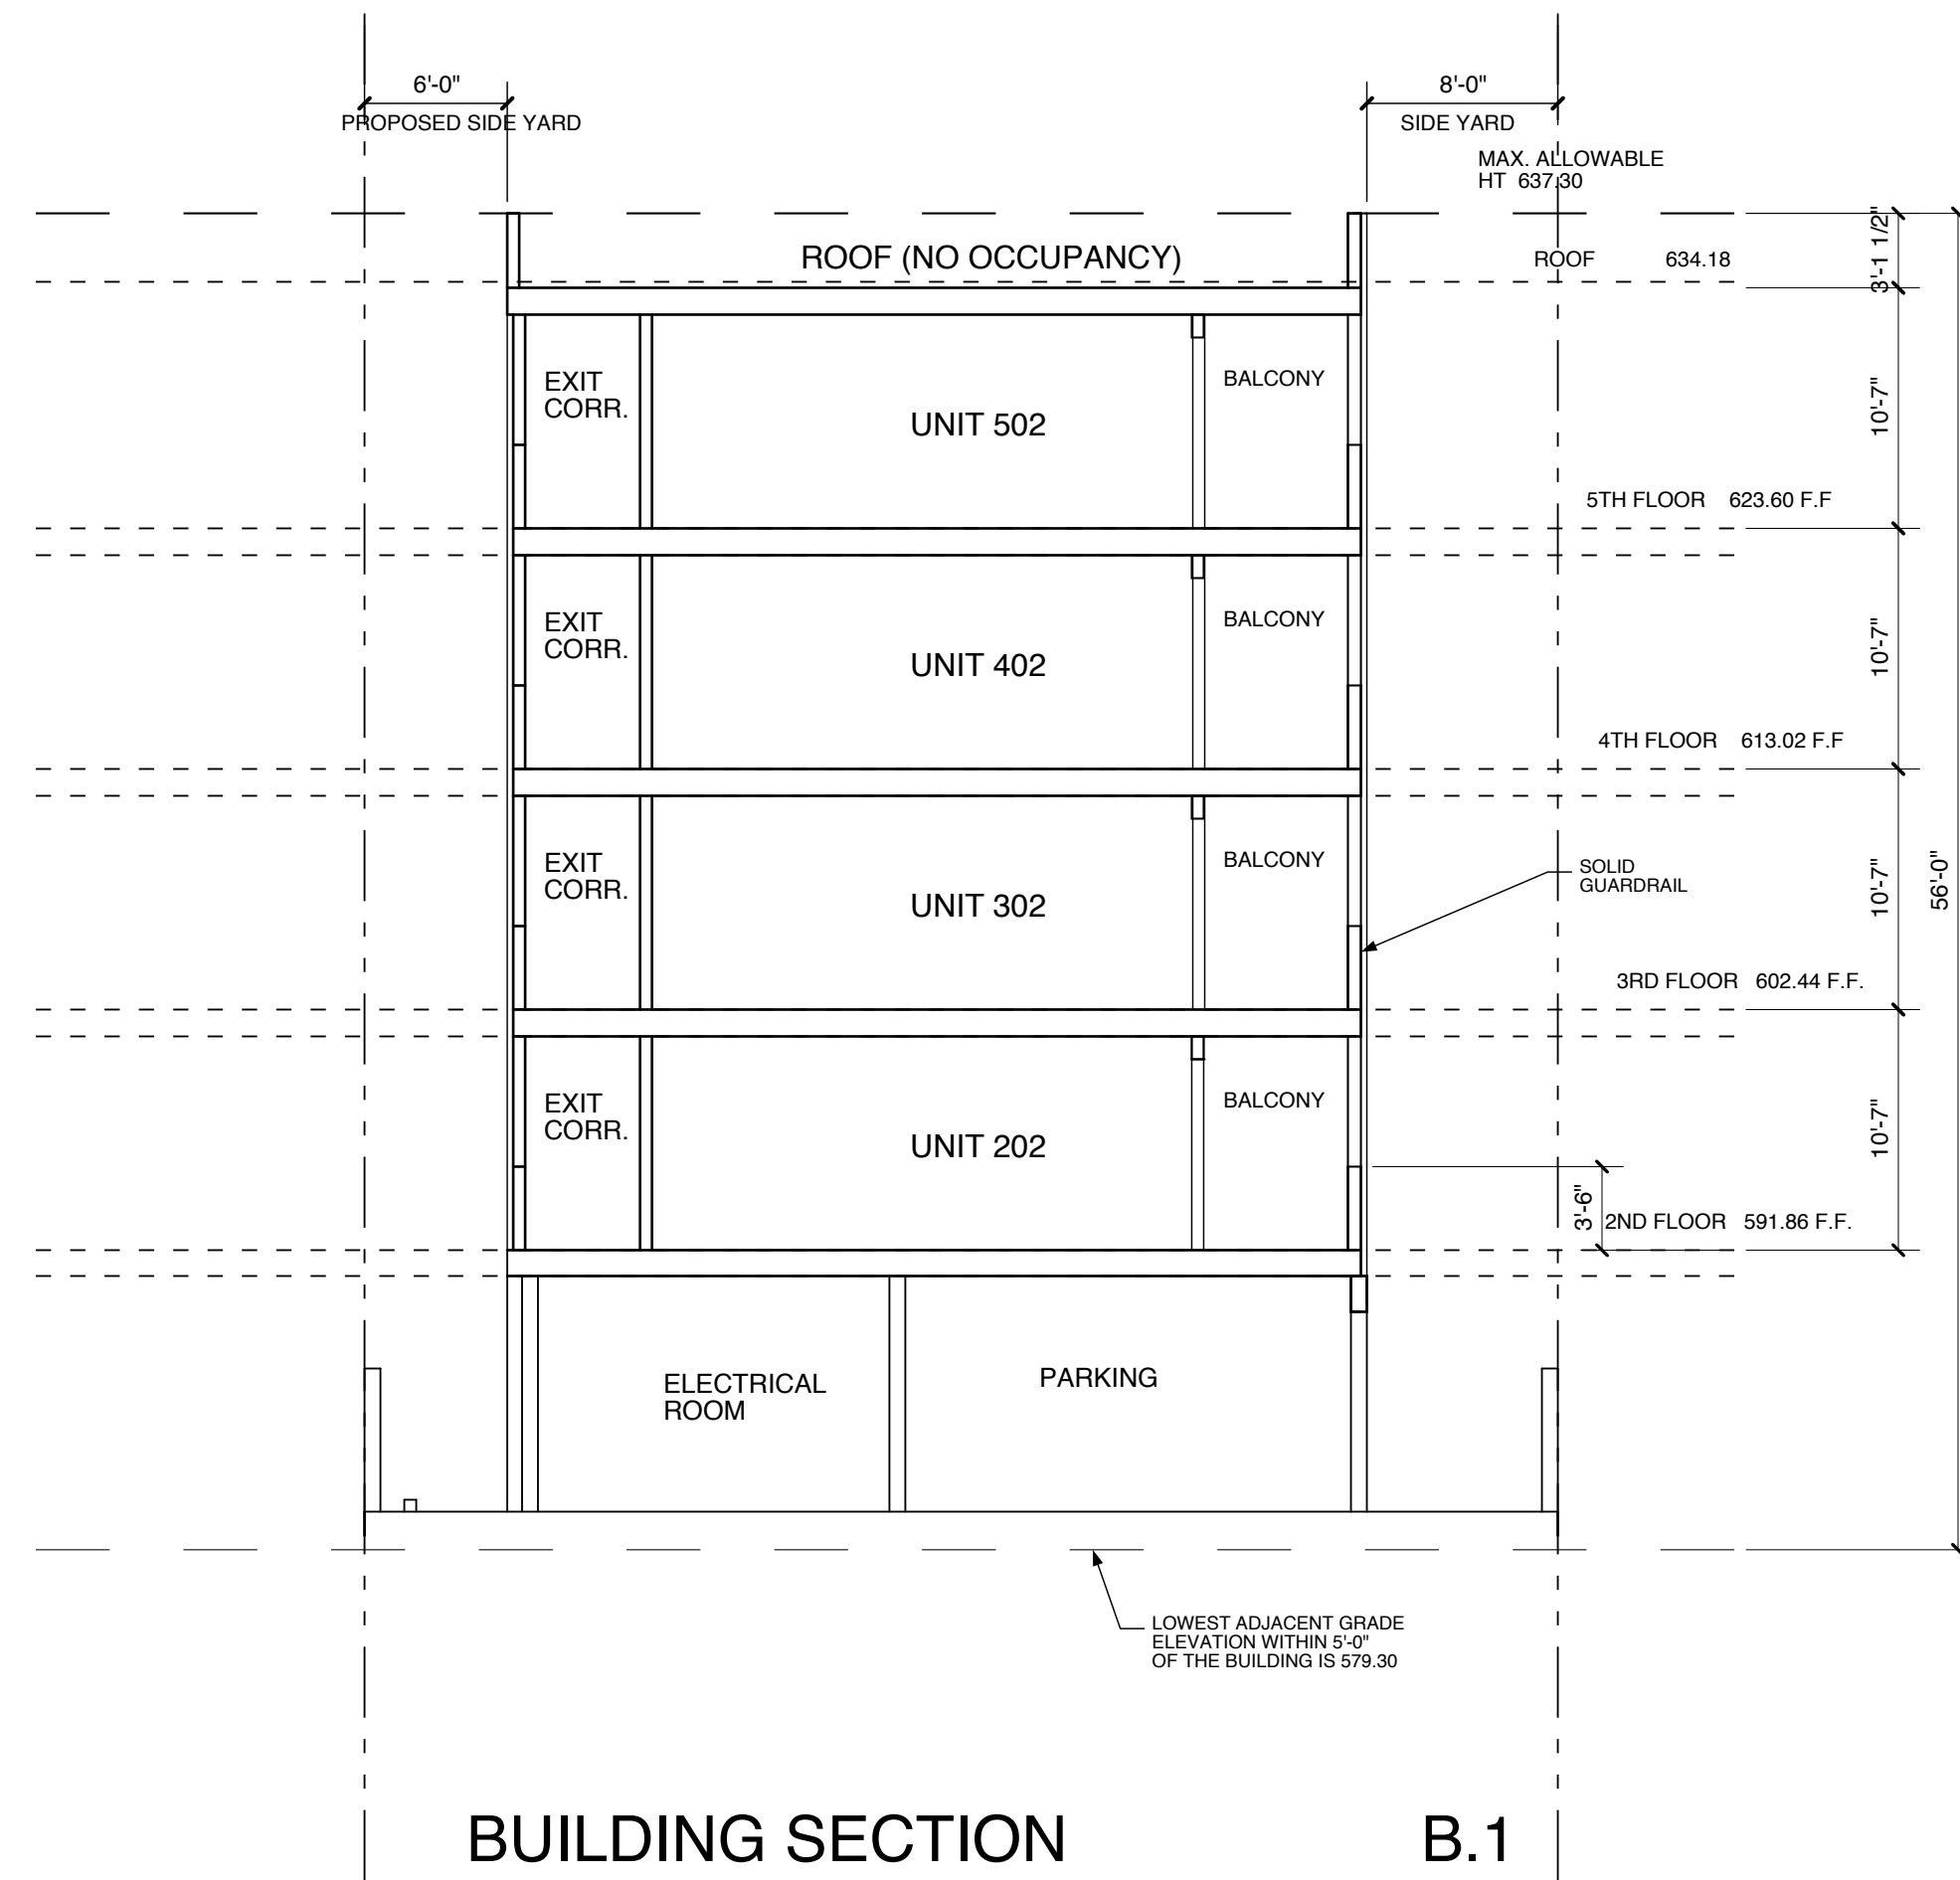 6'-0"
PROPOSED SIDE YARD
8'-0"
SIDE YARD
MAX. ALLOWABLE
HT 637.30
ROOF (NO OCCUPANCY)
ROOF 634.18
3'-1 1/2"
EXIT
CORR.
UNIT 502
BALCONY
10'-7"
5TH FLOOR 623.60 F.F
EXIT
CORR.
UNIT 402
BALCONY
10'-7"
4TH FLOOR 613.02 F.F
EXIT
CORR.
UNIT 302
BALCONY
SOLID
GUARDRAIL
10'-7"
56'-0"
3RD FLOOR 602.44 F.F.
EXIT
CORR.
UNIT 202
BALCONY
10'-7"
3'-6"
2ND FLOOR 591.86 F.F.
ELECTRICAL
ROOM
PARKING
LOWEST ADJACENT GRADE
ELEVATION WITHIN 5'-0"
OF THE BUILDING IS 579.30
BUILDING SECTION B.1